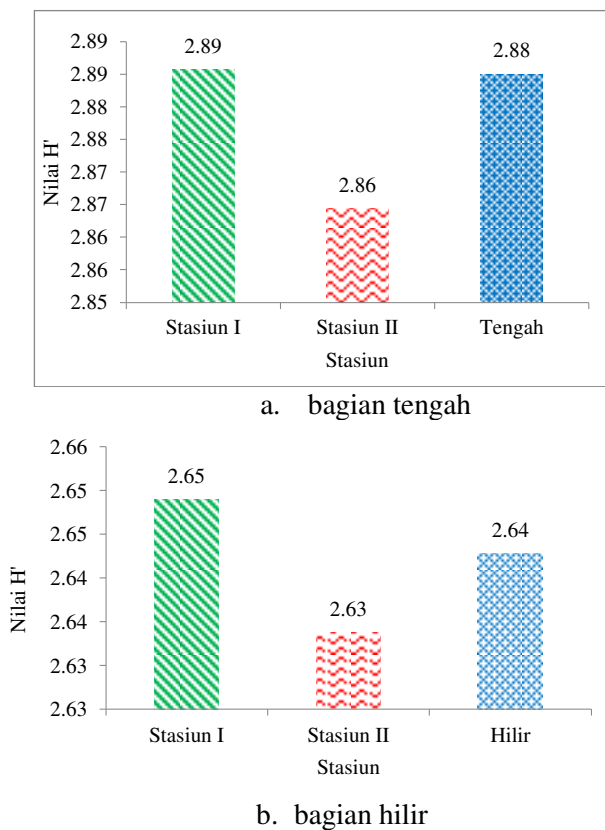 2.89
2.89
2.88
2.88
2.87
2.87
2.86
2.86
2.85
Nilai H'
2.89
2.86
2.88
Stasiun I
Stasiun II
Tengah
Stasiun
a. bagian tengah
2.66
2.65
2.65
2.64
2.64
2.63
2.63
Nilai H'
2.65
2.63
2.64
Stasiun I
Stasiun II
Hilir
Stasiun
b. bagian hilir